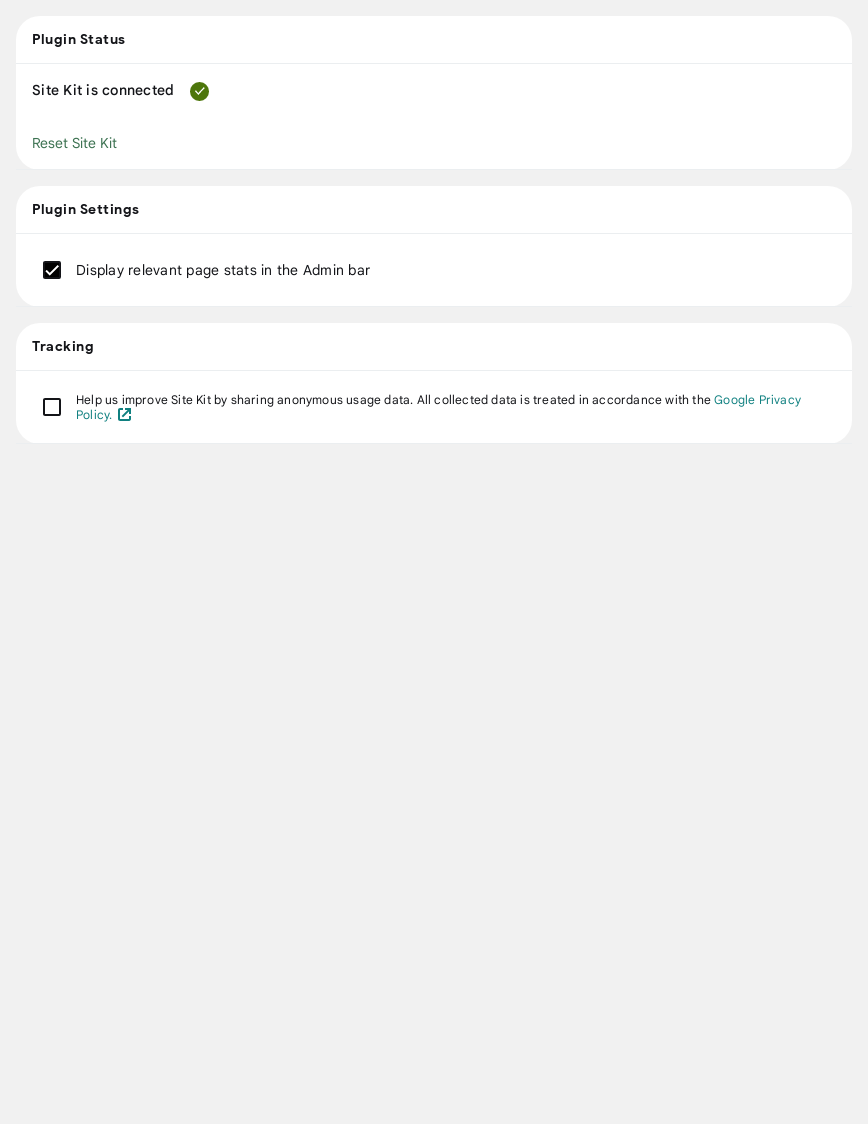 Plugin Status
Site Kit is connected
Reset Site Kit
Plugin Settings
Display relevant page stats in the Admin bar
Tracking
Help us improve Site Kit by sharing anonymous usage data. All collected data is treated in accordance with the Google Privacy
Policy.